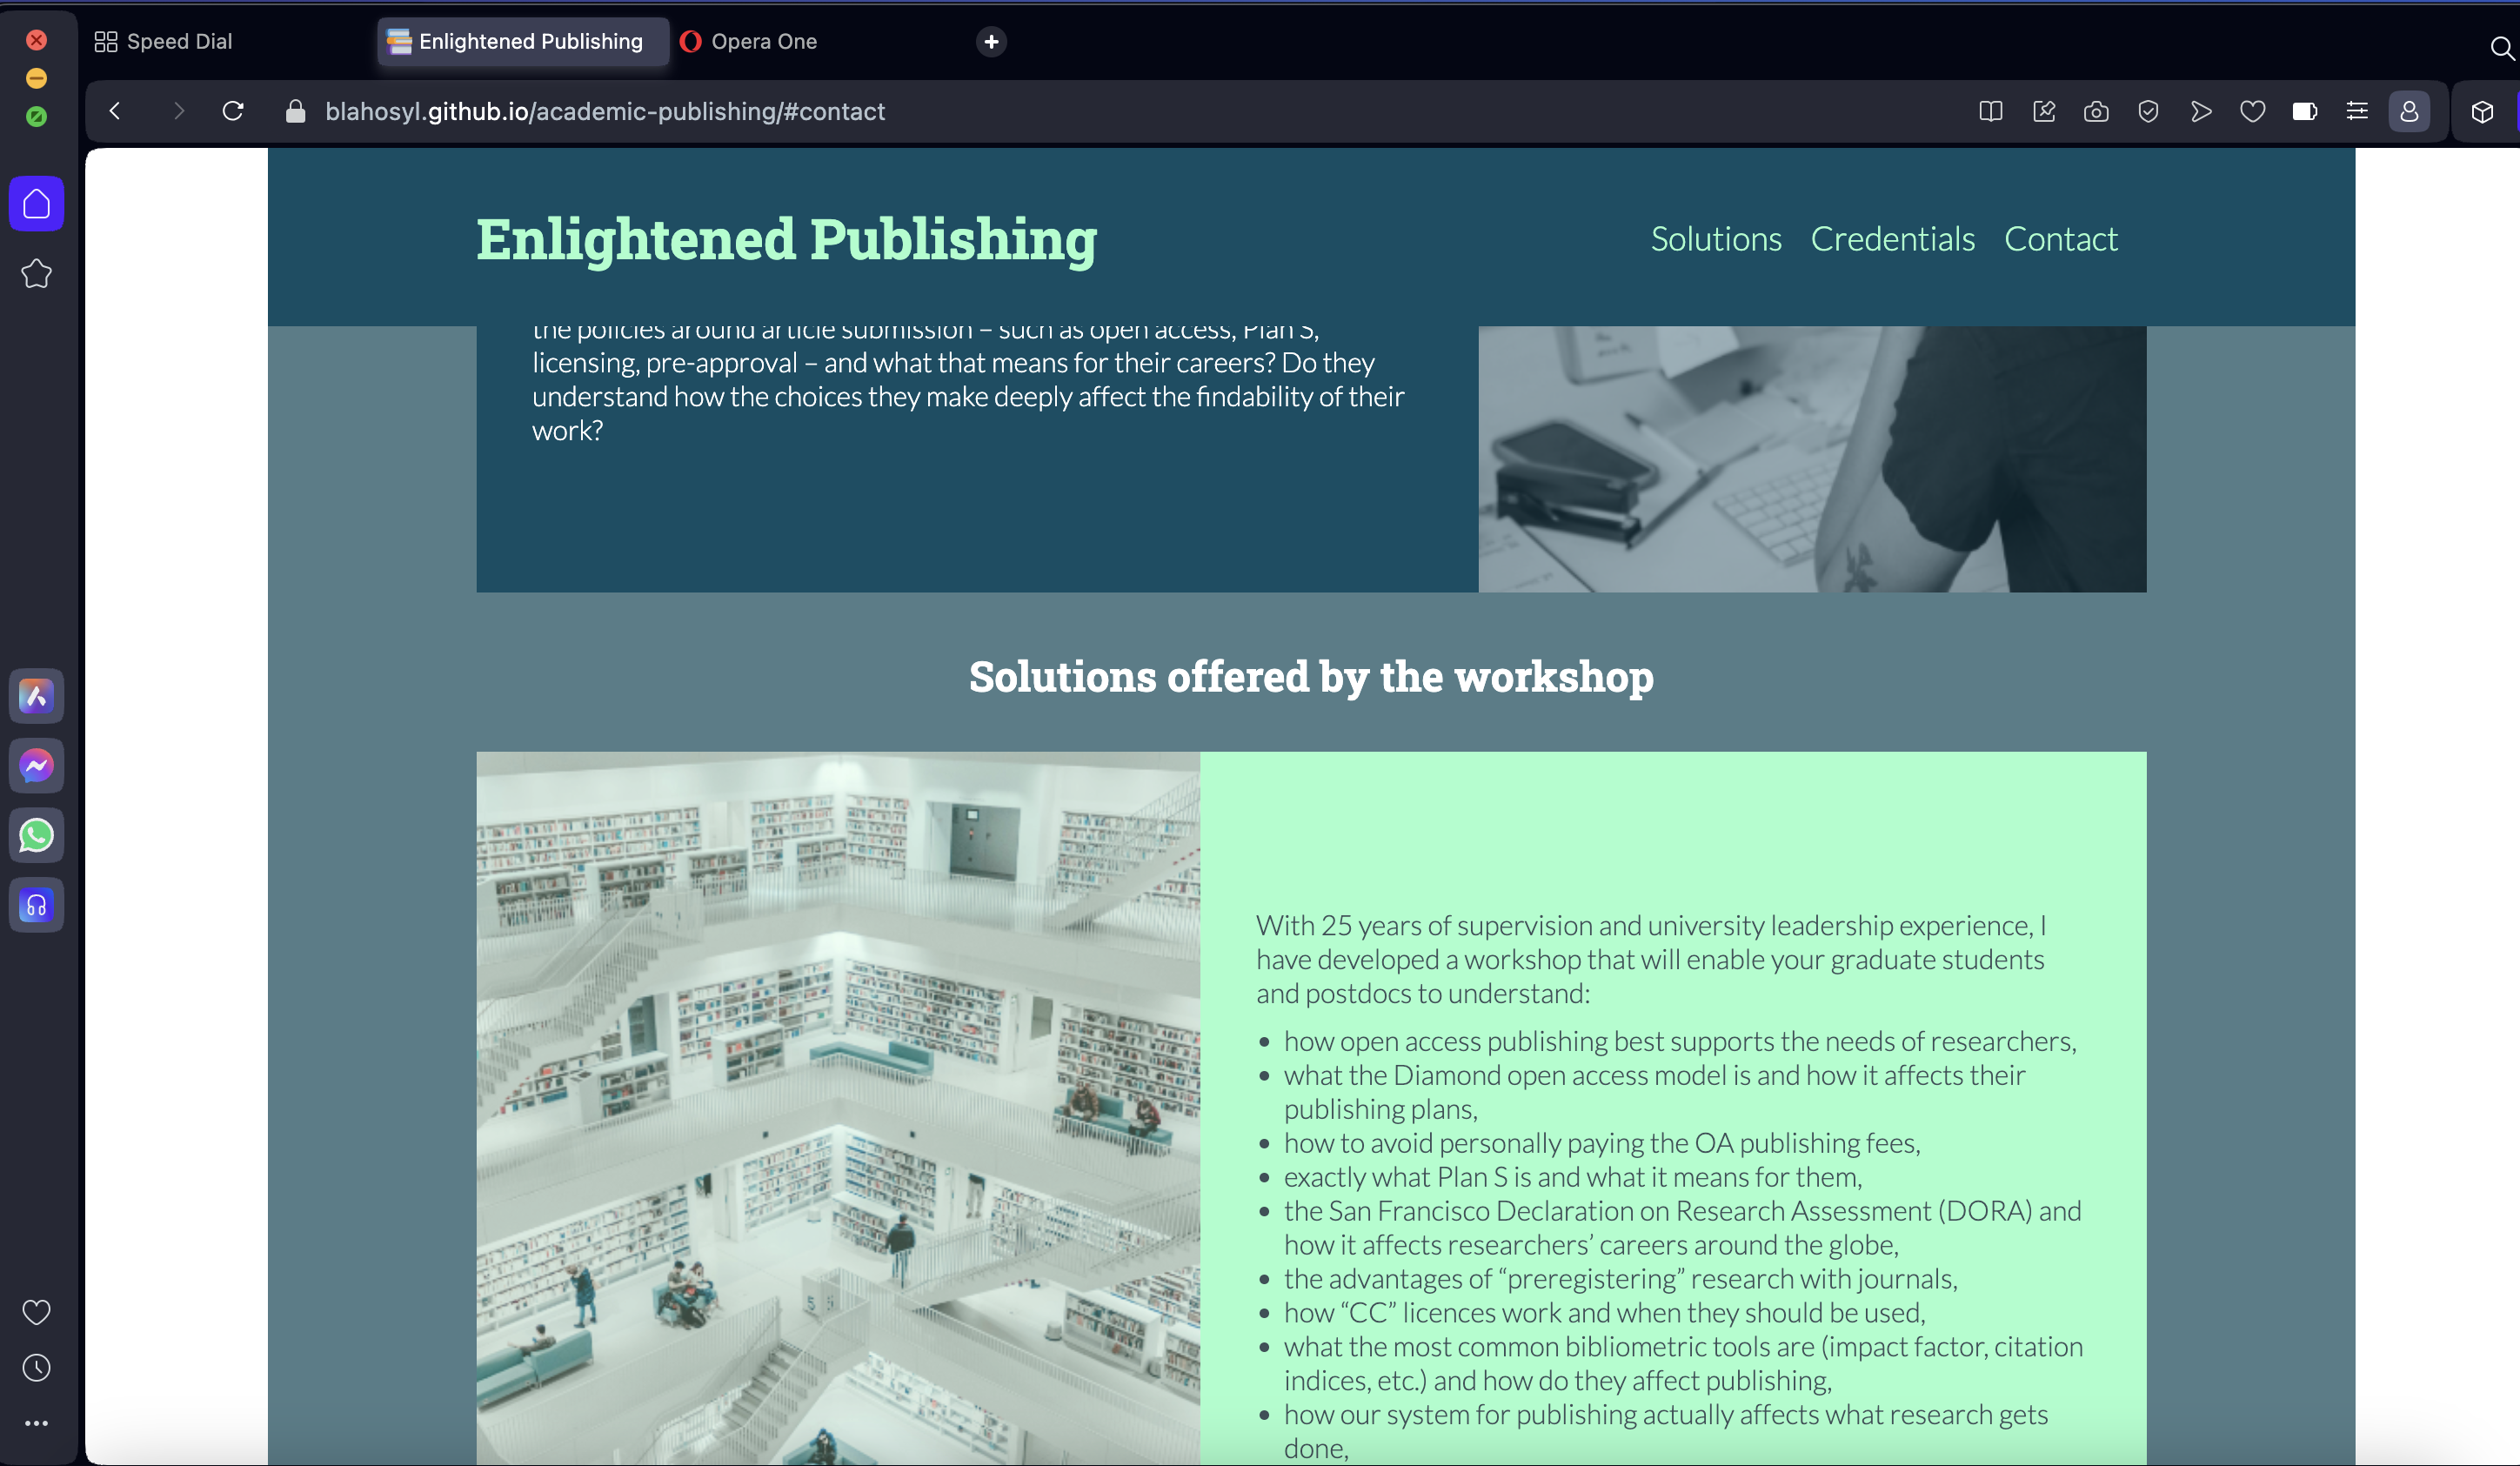 Speed Dial
Enlightened Publishing
Opera One
blahosyl.github.io/academic-publishing/#contact
Enlightened Publishing
Solutions
Credentials
Contact
the policies around article submission – such as open access, Plan S,
licensing, pre-approval – and what that means for their careers? Do they
understand how the choices they make deeply affect the findability of their
work?
Solutions offered by the workshop
With 25 years of supervision and university leadership experience, I
have developed a workshop that will enable your graduate students
and postdocs to understand:
• how open access publishing best supports the needs of researchers,
• what the Diamond open access model is and how it affects their
publishing plans,
• how to avoid personally paying the OA publishing fees,
• exactly what Plan S is and what it means for them,
• the San Francisco Declaration on Research Assessment (DORA) and
how it affects researchers’ careers around the globe,
• the advantages of “preregistering” research with journals,
• how “CC” licences work and when they should be used,
• what the most common bibliometric tools are (impact factor, citation
indices, etc.) and how do they affect publishing,
• how our system for publishing actually affects what research gets
done,